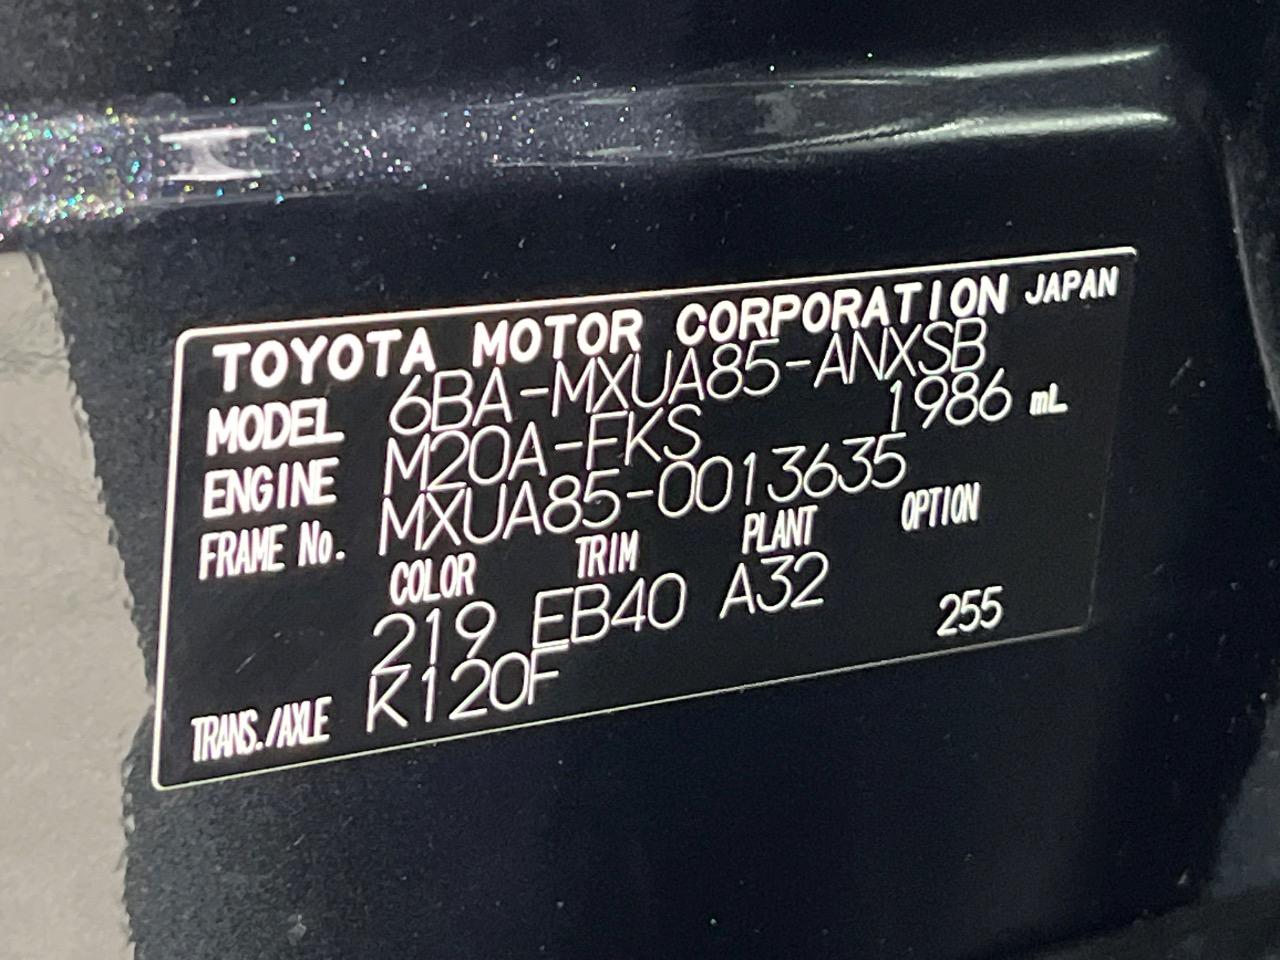 TOYOTA MOTOR CORPORATION JAPAN
MODEL 6BA-MXUA85-ANXSB
ENGINE M20A-FKS 1986 mL
FRAME No. MXUA85-0013635
COLOR TRIM PLANT OPTION
219 EB40 A32
255
TRANS./AXLE K120F